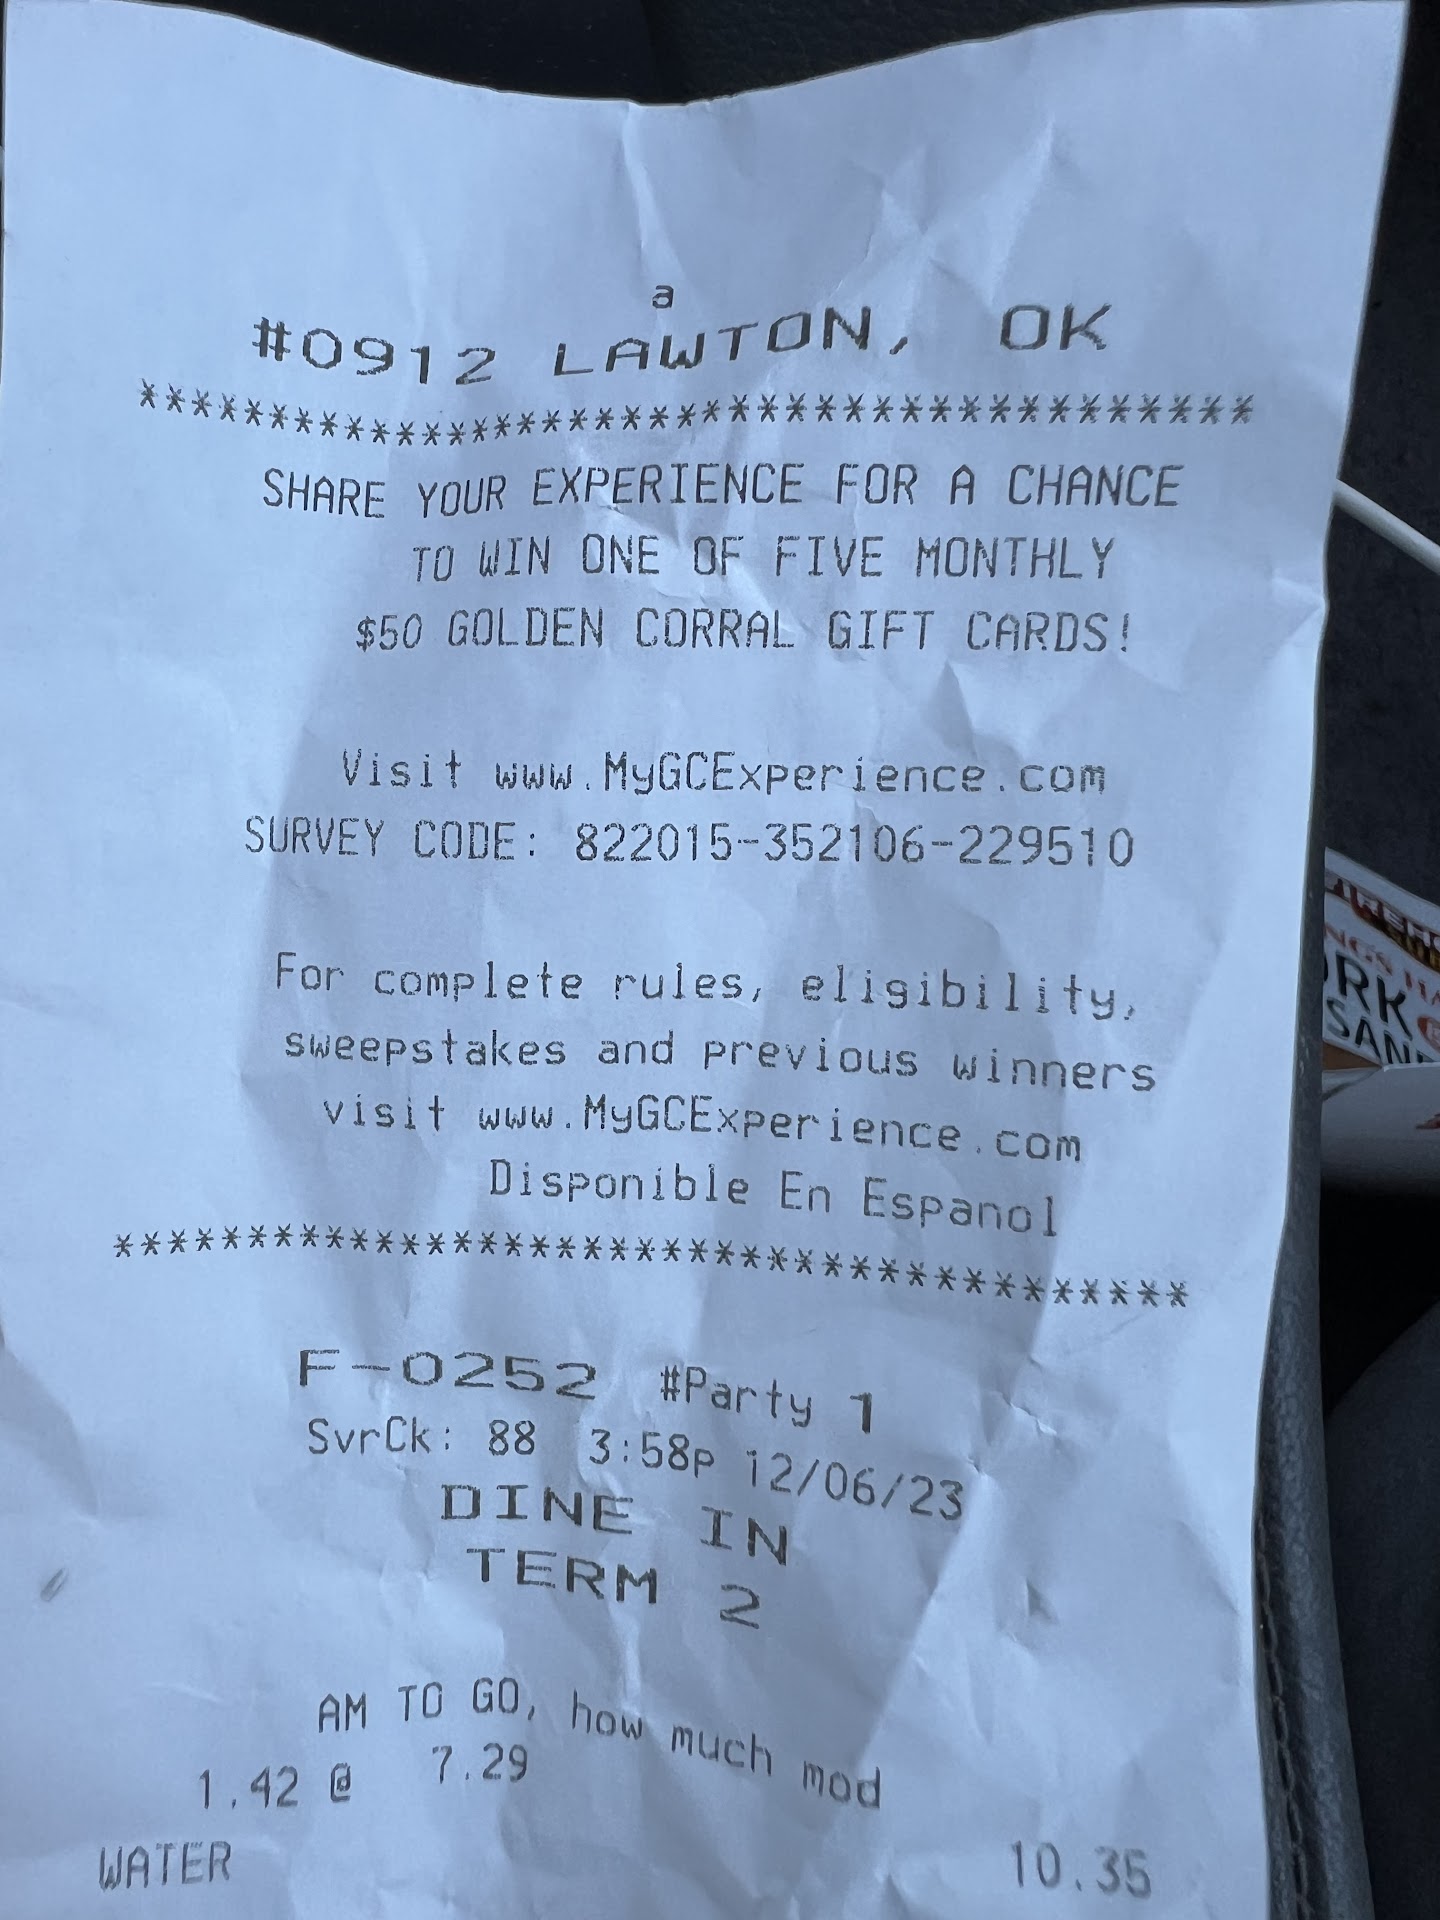 a
#0912 LAWTON, OK
******************************************
SHARE YOUR EXPERIENCE FOR A CHANCE
TO WIN ONE OF FIVE MONTHLY
$50 GOLDEN CORRAL GIFT CARDS!
Visit www.MyGCExperience.com
SURVEY CODE: 822015-352106-229510
For complete rules, eligibility,
sweepstakes and previous winners
visit www.MyGCExperience.com
Disponible En Espanol
******************************************
F-0252 #Party 1
SvrCk: 88 3:58p 12/06/23
DINE IN
TERM 2
AM TO GO, how much mod
1.42 @ 7.29
WATER 10.35
NGS
ORK
SAN